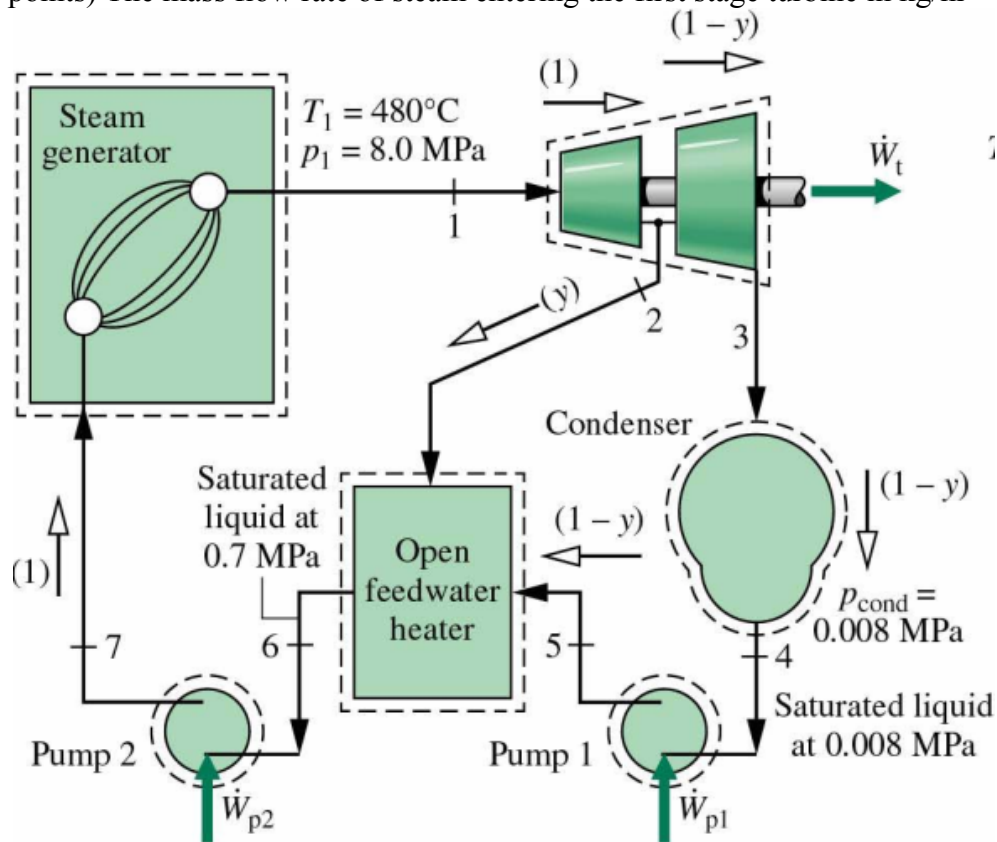 points) The mass flow rate of steam entering the first stage turbine in kg/h
(1 – y)
(1)
Steam
generator
T₁ = 480°C
p₁ = 8.0 MPa
Ẇt
T
1
(y)
2
3
Condenser
Saturated
liquid at
0.7 MPa
(1 – y)
(1 – y)
Open
feedwater
heater
(1)
pcond =
0.008 MPa
7
6
5
4
Saturated liquid
at 0.008 MPa
Pump 2
Pump 1
Ẇp2
Ẇp1